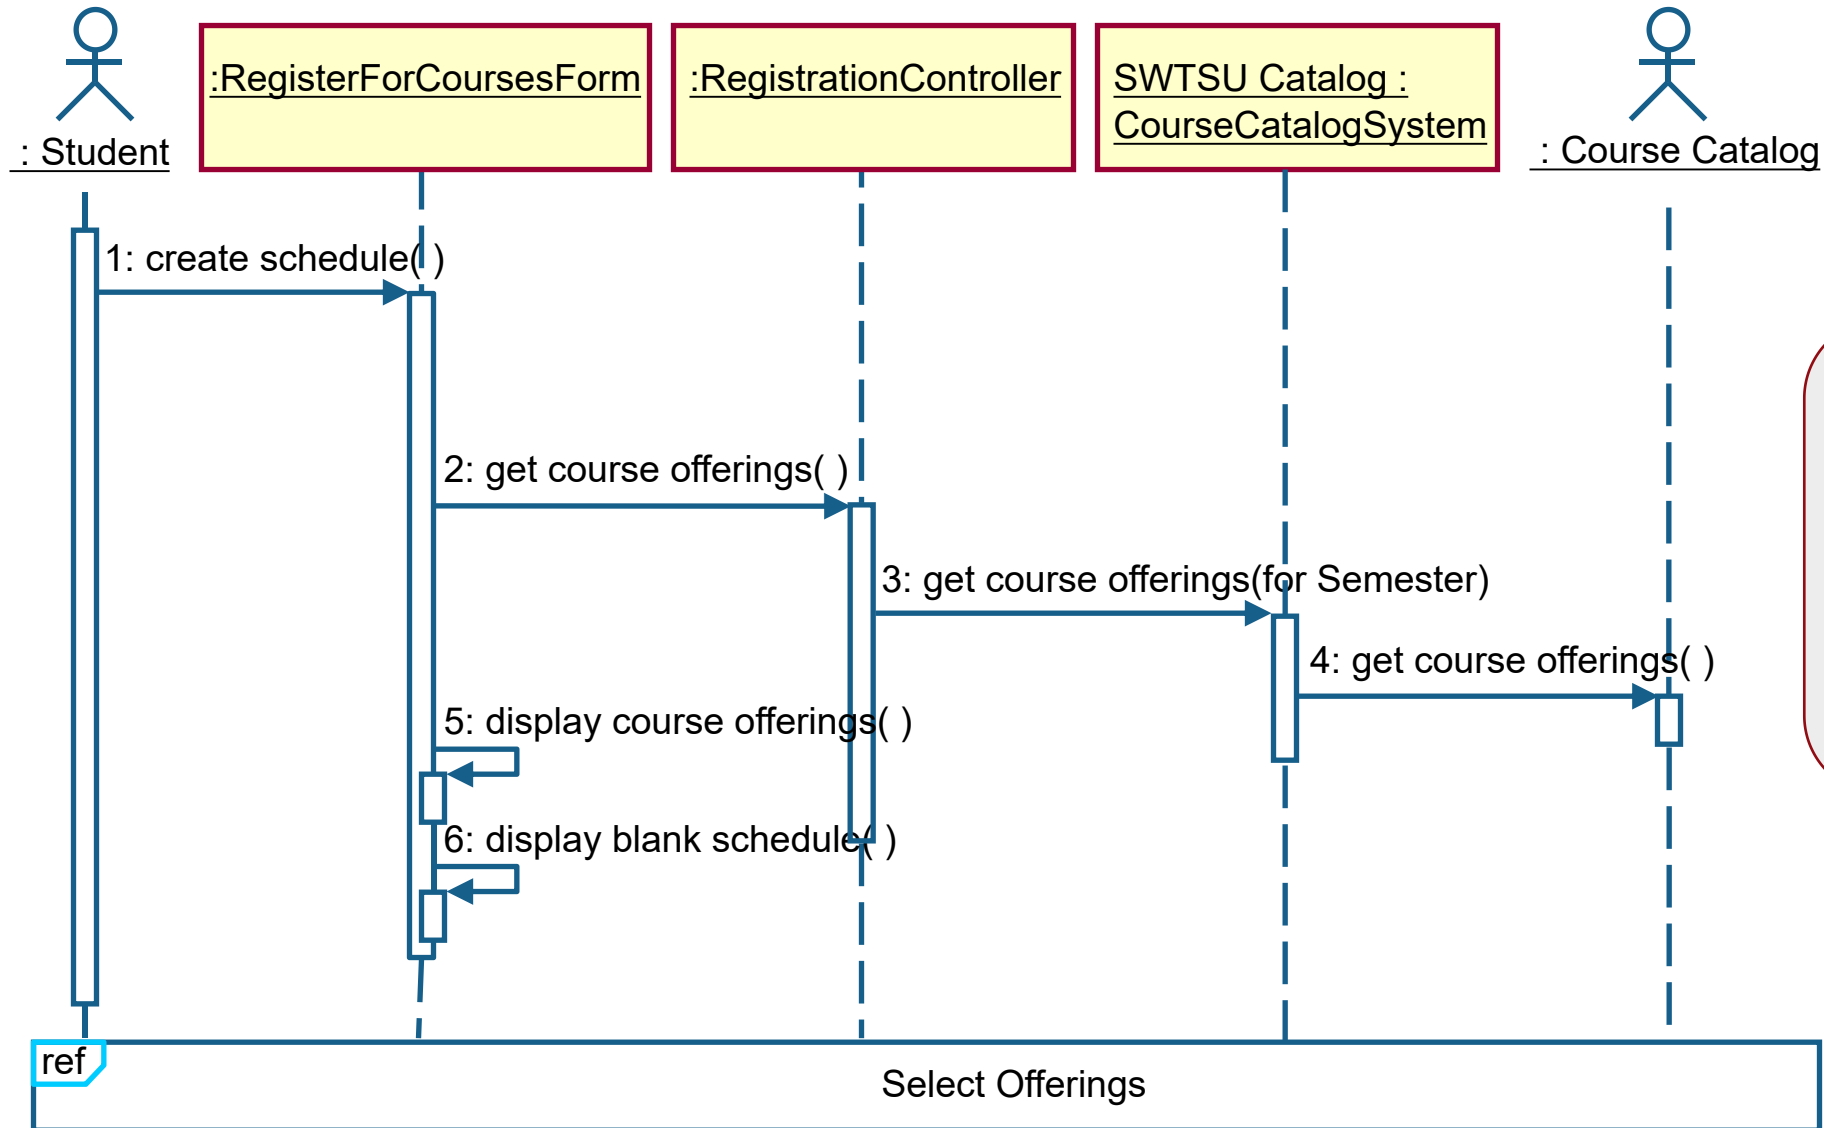 : Student
:RegisterForCoursesForm
:RegistrationController
SWTSU Catalog :
CourseCatalogSystem
: Course Catalog
1: create schedule( )
2: get course offerings( )
3: get course offerings(for Semester)
4: get course offerings( )
5: display course offerings( )
6: display blank schedule( )
ref
Select Offerings